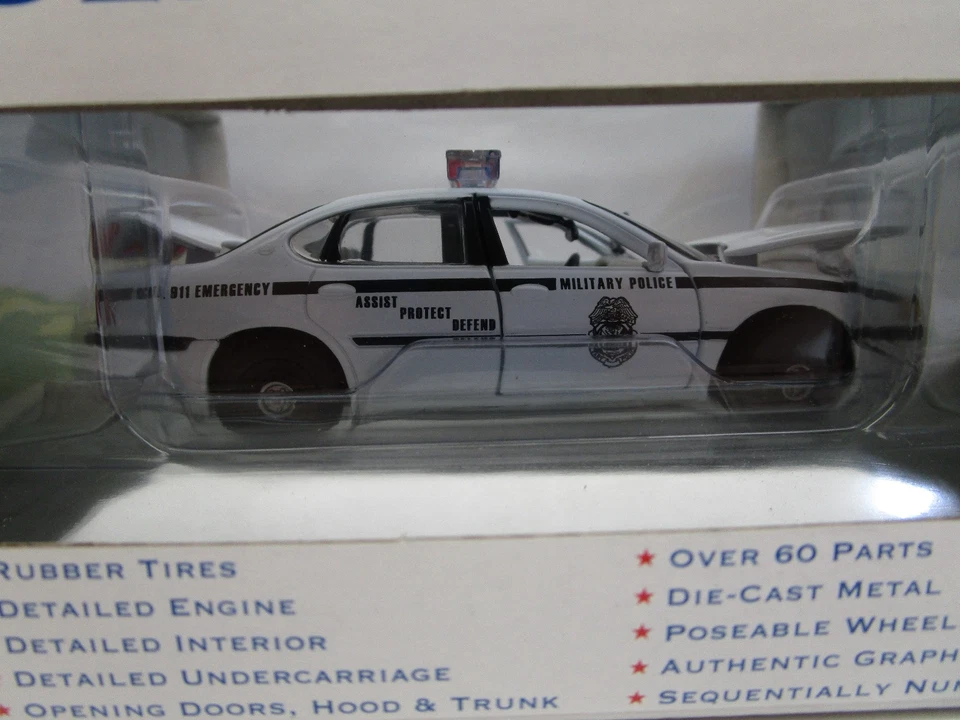 911 EMERGENCY
MILITARY POLICE
ASSIST
PROTECT
DEFEND
RUBBER TIRES
DETAILED ENGINE
DETAILED INTERIOR
DETAILED UNDERCARRIAGE
★ OPENING DOORS, HOOD & TRUNK
★ OVER 60 PARTS
★ DIE-CAST METAL
★ POSEABLE WHEEL
★ AUTHENTIC GRAPH
★ SEQUENTIALLY NU